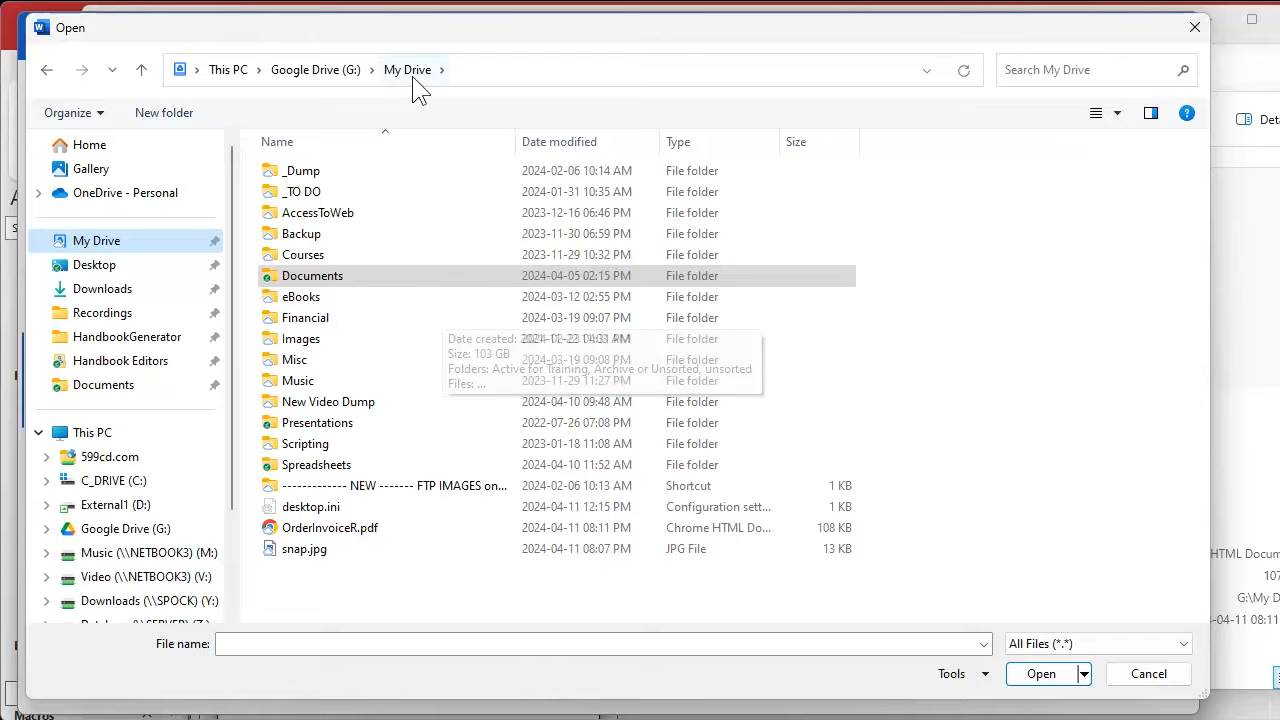 Open
This PC > Google Drive (G:) > My Drive >
Search My Drive
Organize
New folder
Deta
Home
Gallery
OneDrive - Personal
My Drive
Desktop
Downloads
Recordings
HandbookGenerator
Handbook Editors
Documents
This PC
599cd.com
C_DRIVE (C:)
External1 (D:)
Google Drive (G:)
Music (\\NETBOOK3) (M:)
Video (\\NETBOOK3) (V:)
Downloads (\\SPOCK) (Y:)
Name Date modified Type Size
_Dump 2024-02-06 10:14 AM File folder
_TO DO 2024-01-31 10:35 AM File folder
AccessToWeb 2023-12-16 06:46 PM File folder
Backup 2023-11-30 06:59 PM File folder
Courses 2023-11-29 10:32 PM File folder
Documents 2024-04-05 02:15 PM File folder
eBooks 2024-03-12 02:55 PM File folder
Financial 2024-03-19 09:07 PM File folder
Images File folder
Misc 2024-03-19 09:08 PM File folder
Music 2023-11-29 11:27 PM File folder
New Video Dump 2024-04-10 09:48 AM File folder
Presentations 2022-07-26 07:08 PM File folder
Scripting 2023-01-18 11:08 AM File folder
Spreadsheets 2024-04-10 11:52 AM File folder
------------- NEW ------- FTP IMAGES on... 2024-02-06 10:13 AM Shortcut 1 KB
desktop.ini 2024-04-11 12:15 PM Configuration sett... 1 KB
OrderInvoiceR.pdf 2024-04-11 08:11 PM Chrome HTML Do... 108 KB
snap.jpg 2024-04-11 08:07 PM JPG File 13 KB
Date created:
Size: 103 GB
Folders: Active for Training, Archive or Unsorted, unsorted
Files: ...
HTML Docum
107
G:\My D
-04-11 08:11
File name:
All Files (*.*)
Tools
Open
Cancel
Macros